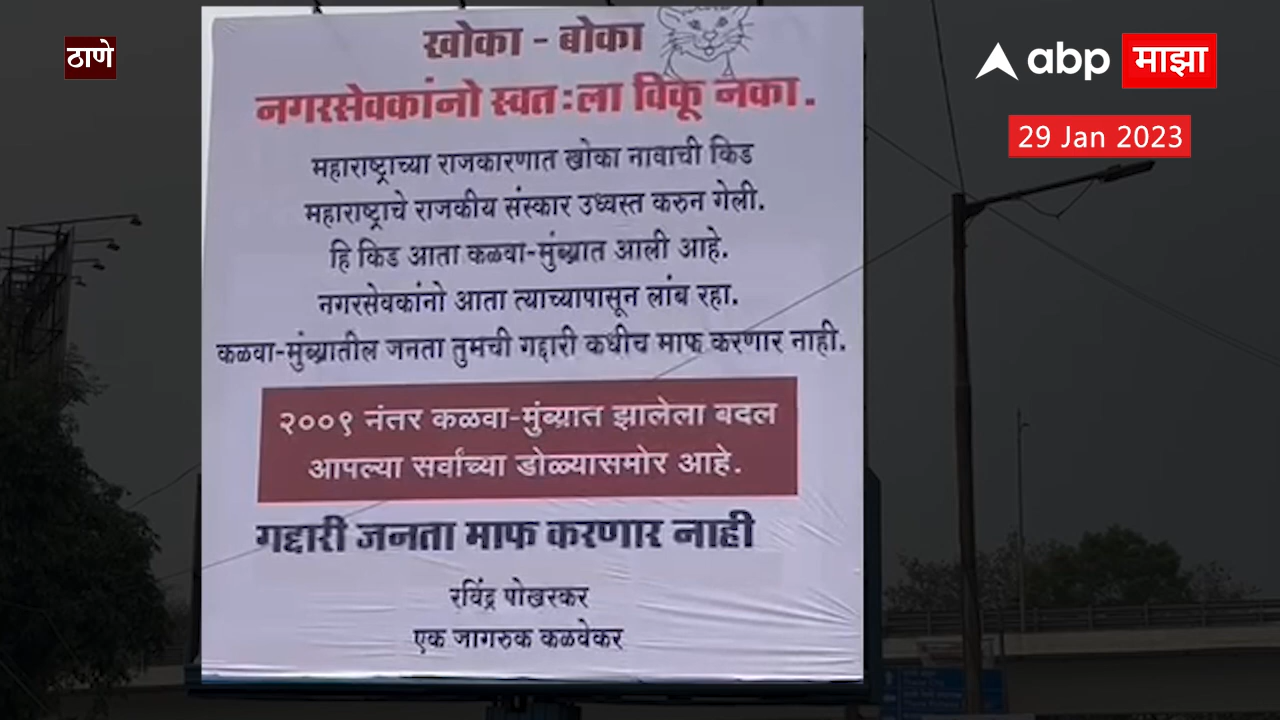 ठाणे
abp माझा
29 Jan 2023
खोका - बोका
नगरसेवकांनो स्वतःला विकू नका.
महाराष्ट्राच्या राजकारणात खोका नावाची किड
महाराष्ट्राचे राजकीय संस्कार उध्वस्त करुन गेली.
हि किड आता कळवा-मुंब्य्रात आली आहे.
नगरसेवकांनो आता त्याच्यापासून लांब रहा.
कळवा-मुंब्य्रातील जनता तुमची गद्दारी कधीच माफ करणार नाही.
२००९ नंतर कळवा-मुंब्य्रात झालेला बदल
आपल्या सर्वांच्या डोळ्यासमोर आहे.
गद्दारी जनता माफ करणार नाही
रविंद्र पोखरकर
एक जागरुक कळवेकर